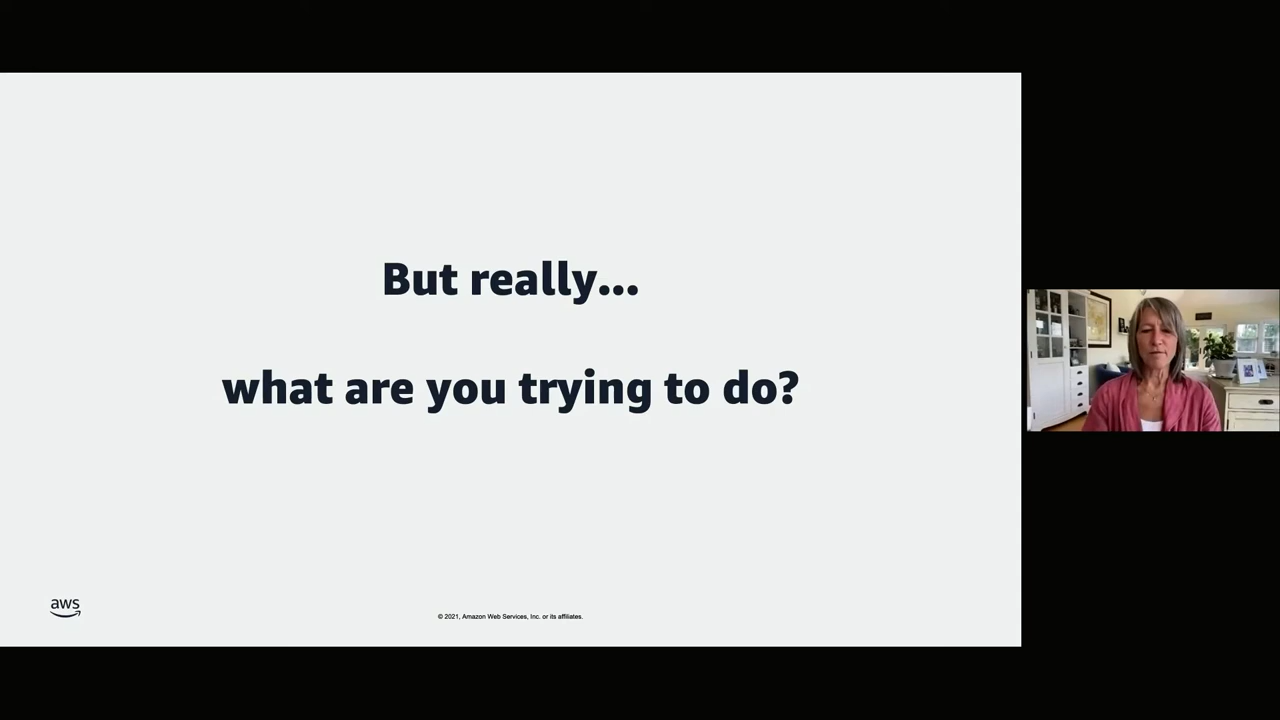 But really...
what are you trying to do?
aws
© 2021, Amazon Web Services, Inc. or its affiliates.